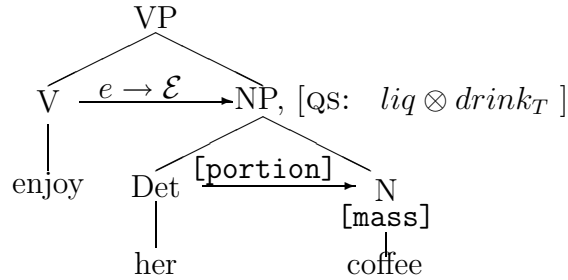 VP
V e → ℰ NP, [QS: liq ⊗ drink_T ]
enjoy Det [portion] N
[mass]
her coffee